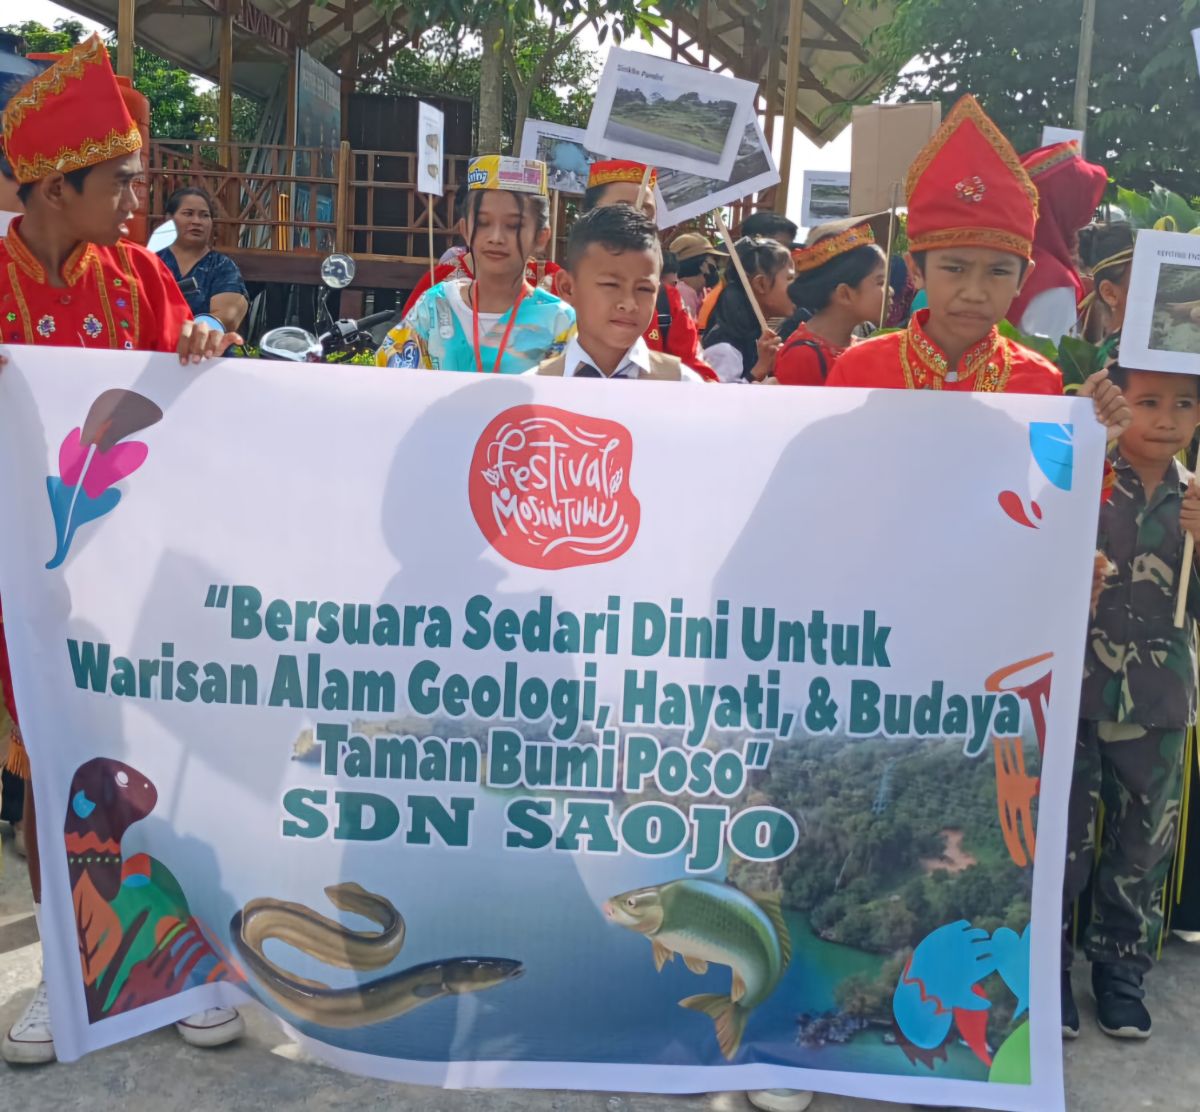 Festival
Mosintuwu
"Bersuara Sedari Dini Untuk
Warisan Alam Geologi, Hayati, & Budaya
Taman Bumi Poso"
SDN SAOJO